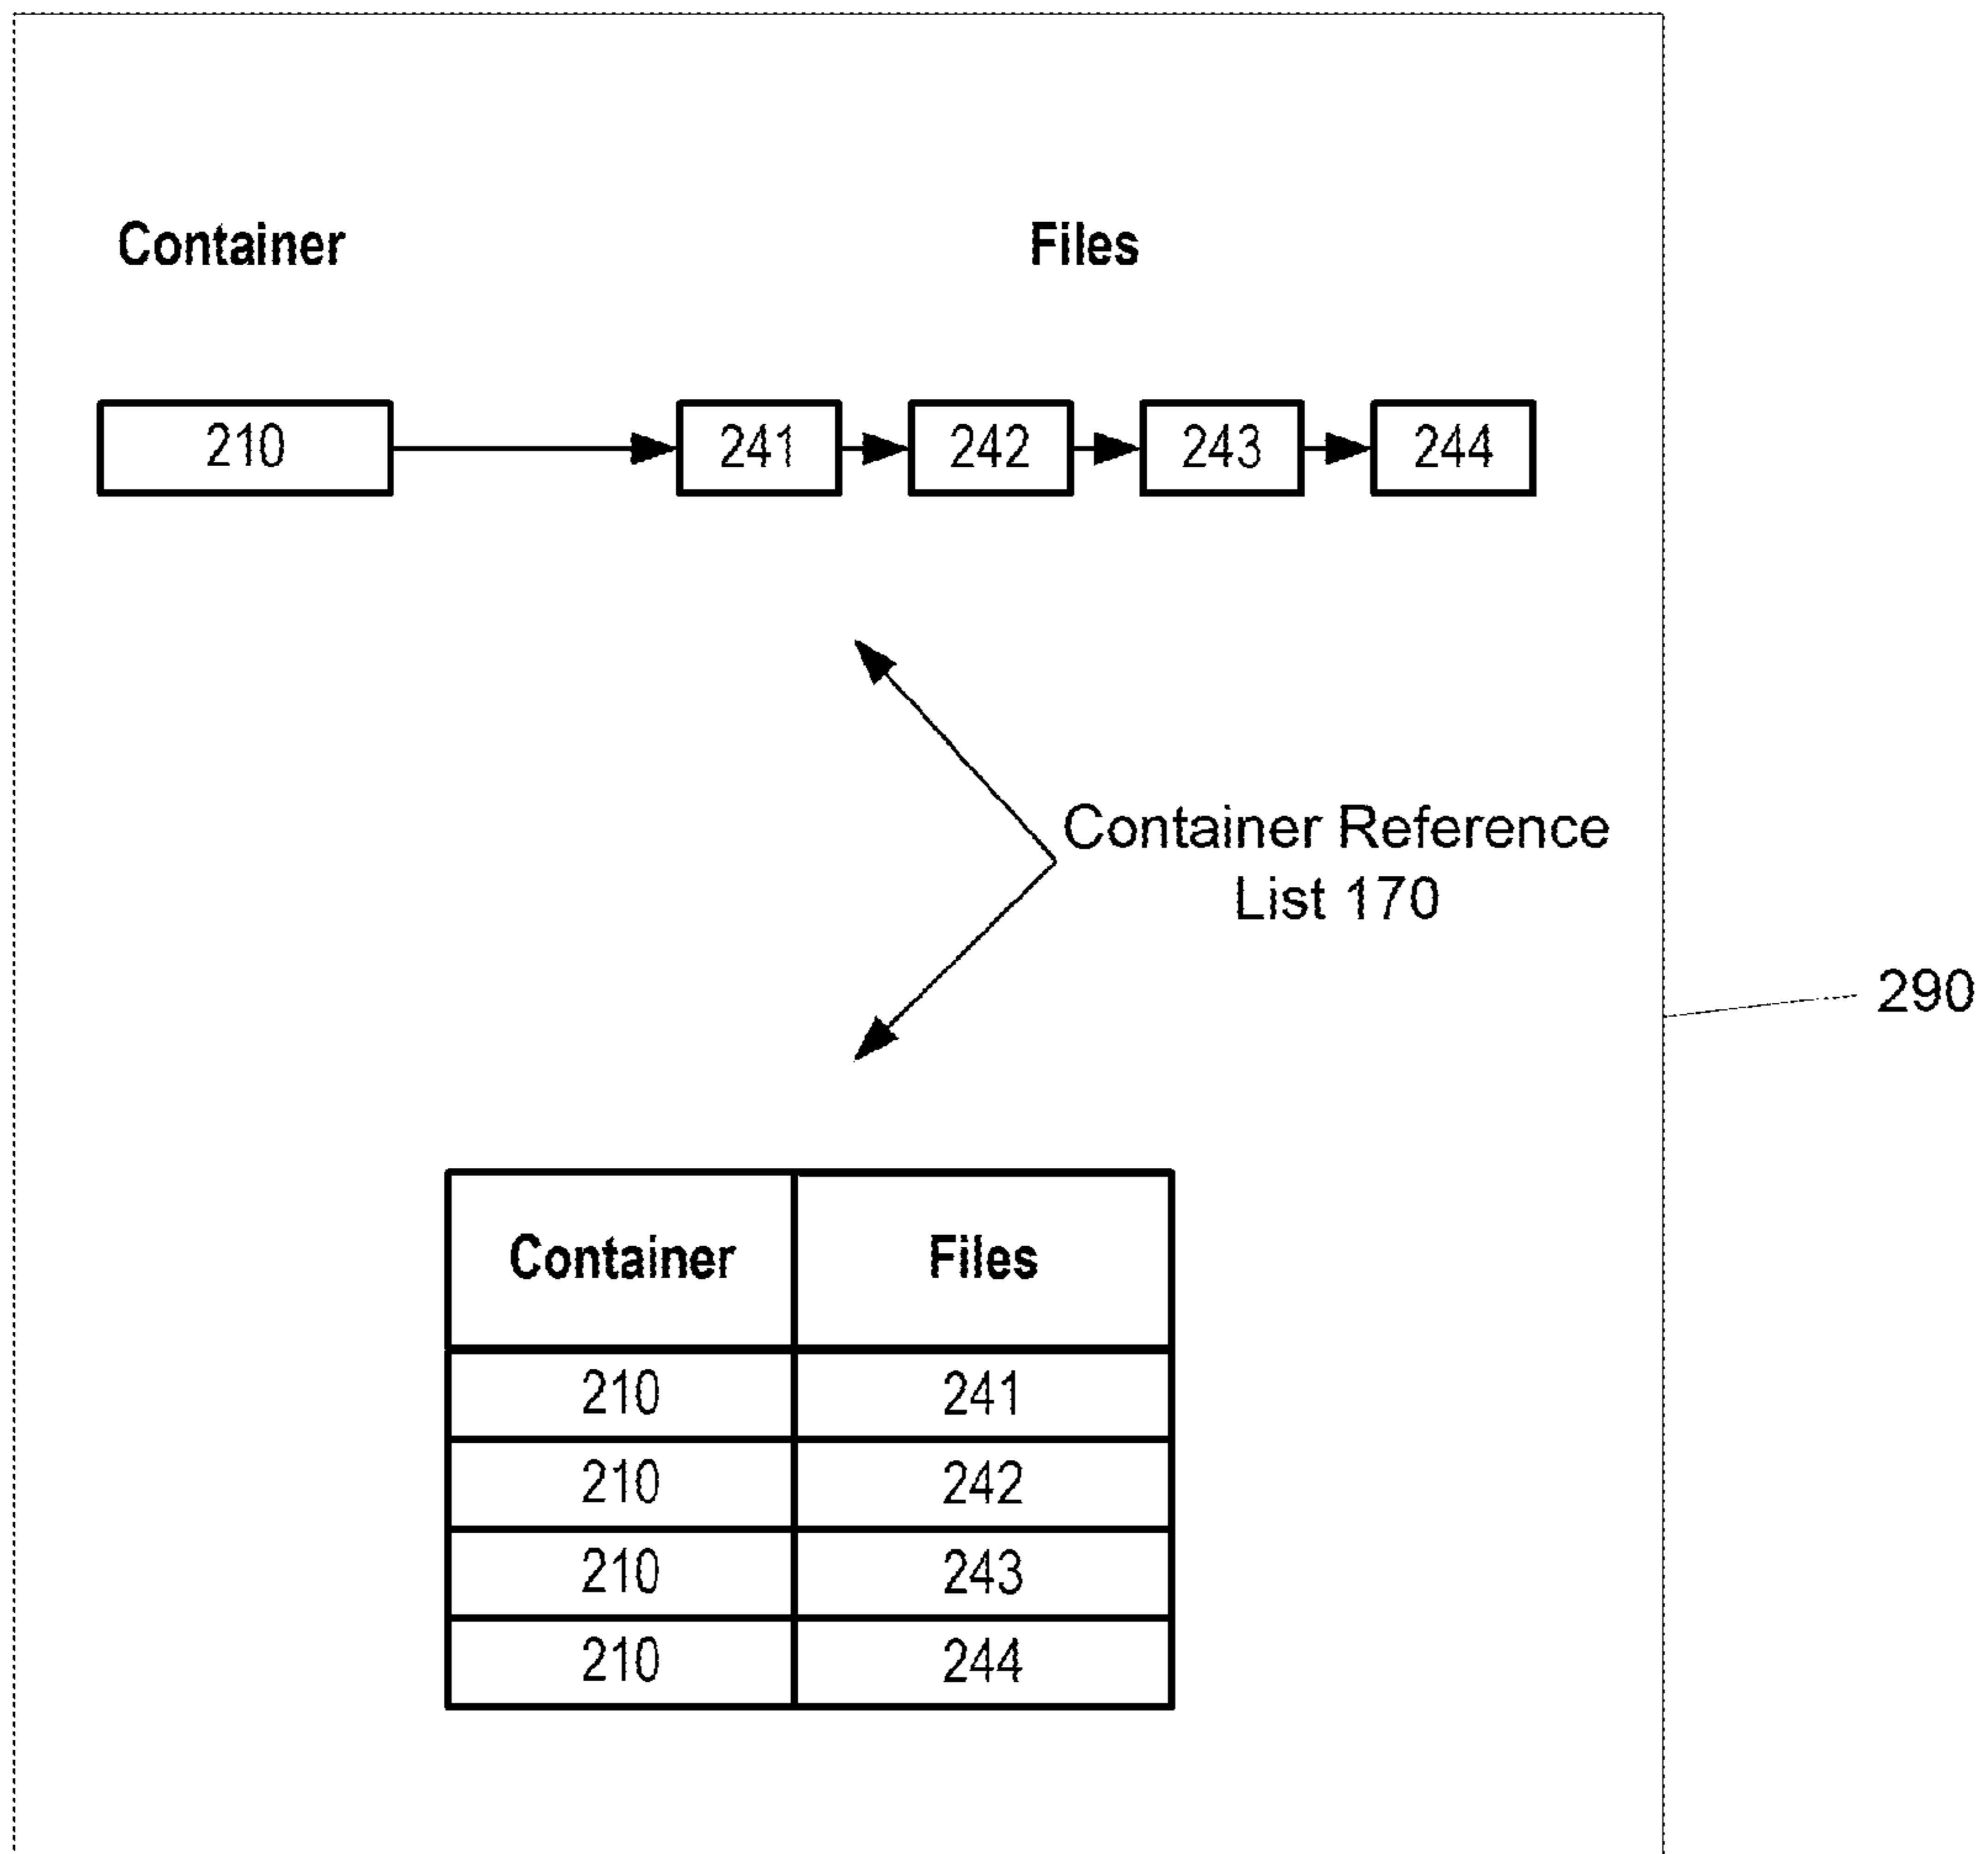 Container Files
210 241 242 243 244
Container Reference
List 170
290
Container Files
210 241
210 242
210 243
210 244